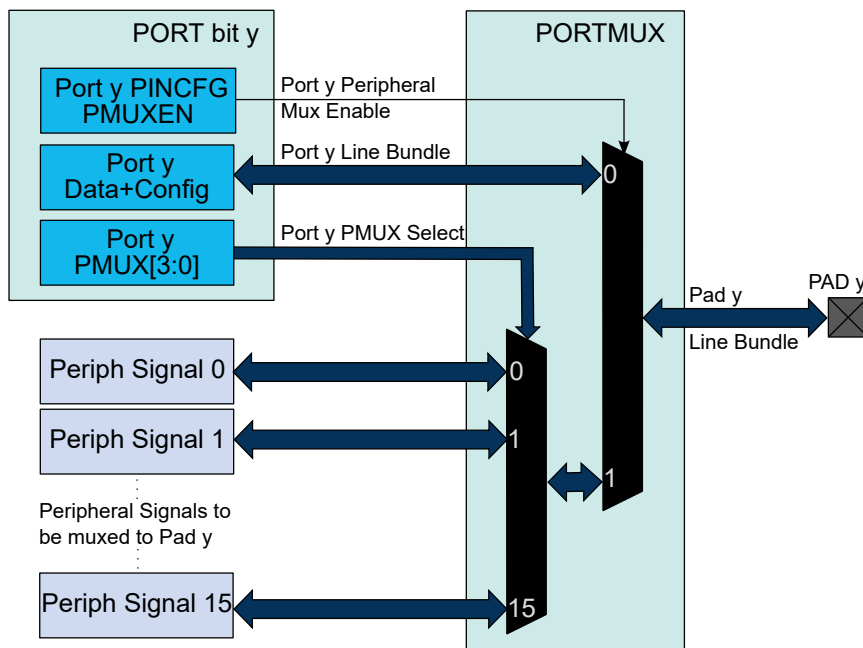 PORT bit y
PORTMUX
Port y PINCFG
PMUXEN
Port y Peripheral
Mux Enable
Port y
Data+Config
Port y Line Bundle
0
Port y
PMUX[3:0]
Port y PMUX Select
Pad y
Line Bundle
PAD y
Periph Signal 0
0
Periph Signal 1
1
1
Peripheral Signals to
be muxed to Pad y
Periph Signal 15
15